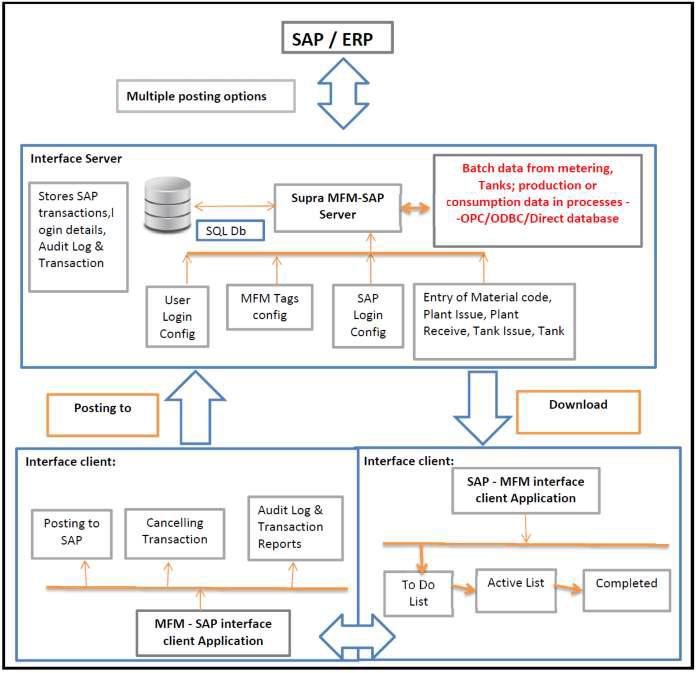 SAP / ERP
Multiple posting options
Interface Server
Stores SAP
transactions,l
ogin details,
Audit Log &
Transaction
SQL Db
Supra MFM-SAP
Server
Batch data from metering,
Tanks; production or
consumption data in processes -
-OPC/ODBC/Direct database
User
Login
Config
MFM Tags
config
SAP
Login
Config
Entry of Material code,
Plant Issue, Plant
Receive, Tank Issue, Tank
Posting to
Download
Interface client:
Posting to
SAP
Cancelling
Transaction
Audit Log &
Transaction
Reports
MFM - SAP interface
client Application
Interface client:
SAP - MFM interface
client Application
To Do
List
Active List
Completed